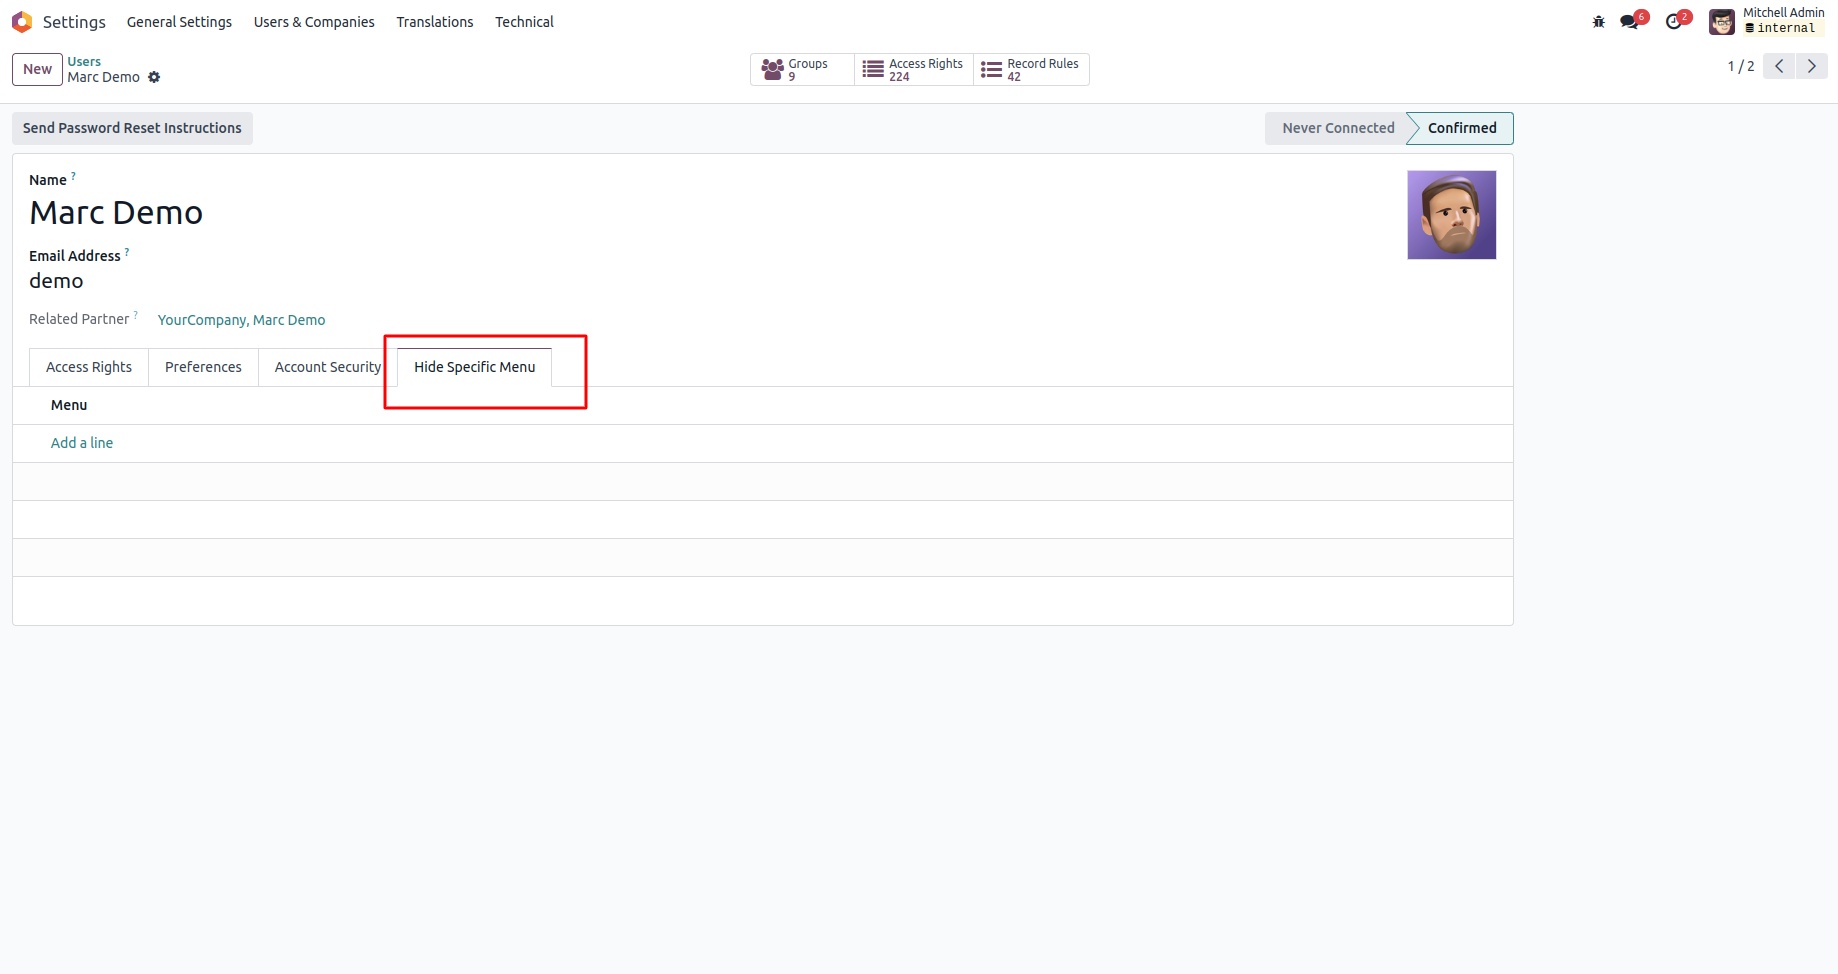 Settings General Settings Users & Companies Translations Technical 6 2 Mitchell Admin
internal
New Users
Marc Demo
Groups
9
Access Rights
224
Record Rules
42
1 / 2
Send Password Reset Instructions Never Connected Confirmed
Name ?
Marc Demo
Email Address ?
demo
Related Partner ? YourCompany, Marc Demo
Access Rights Preferences Account Security Hide Specific Menu
Menu
Add a line